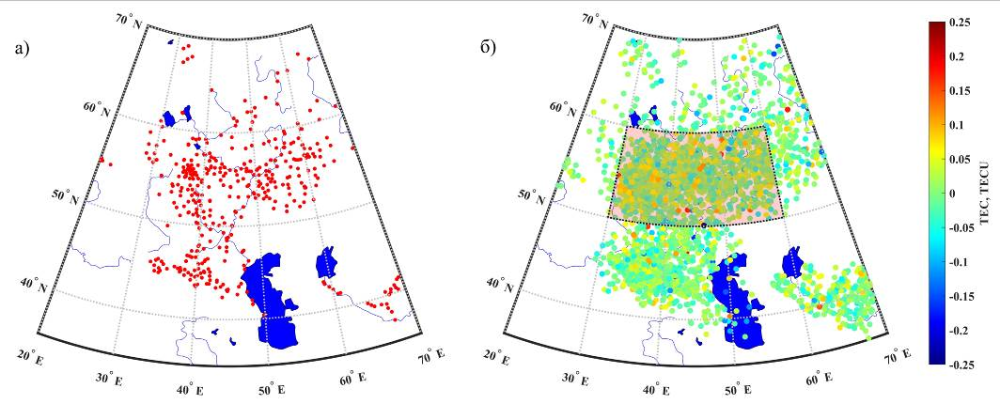 а)
70° N
60° N
50° N
40° N
20° E
30° E
40° E
50° E
60° E
70° E
б)
70° N
60° N
50° N
40° N
20° E
30° E
40° E
50° E
60° E
70° E
0.25
0.2
0.15
0.1
0.05
0
-0.05
-0.1
-0.15
-0.2
-0.25
TEC, TECU